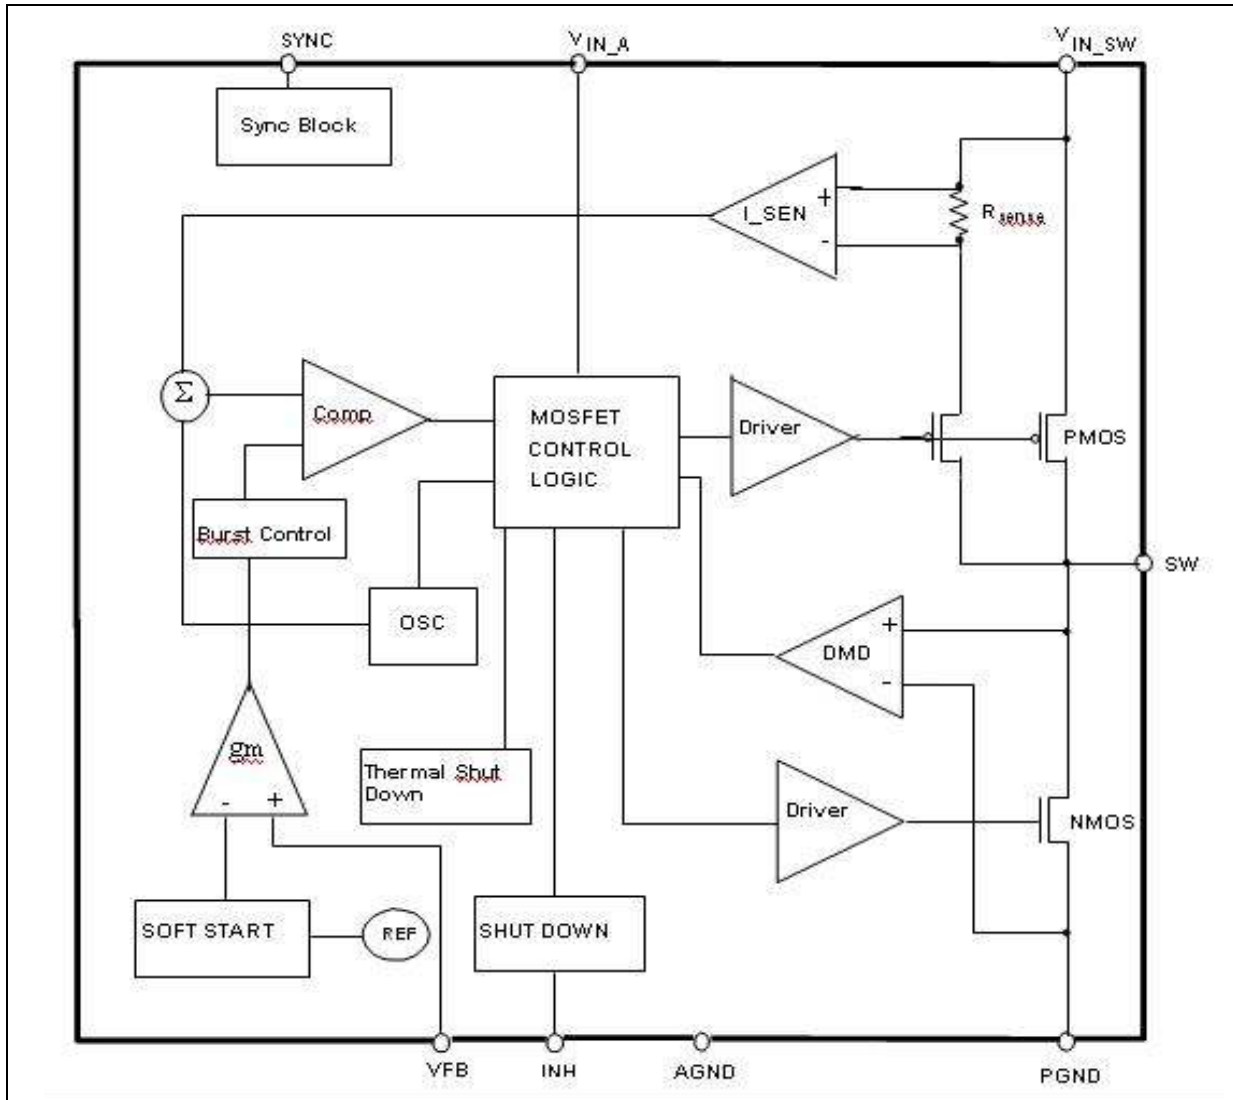 SYNC
VIN_A
VIN_SW
Sync Block
I_SEN
+
-
Rsense
Σ
Comp
MOSFET
CONTROL
LOGIC
Driver
PMOS
Burst Control
SW
OSC
+
DMD
-
gm
- +
Thermal Shut
Down
Driver
NMOS
SOFT START
REF
SHUT DOWN
VFB
INH
AGND
PGND